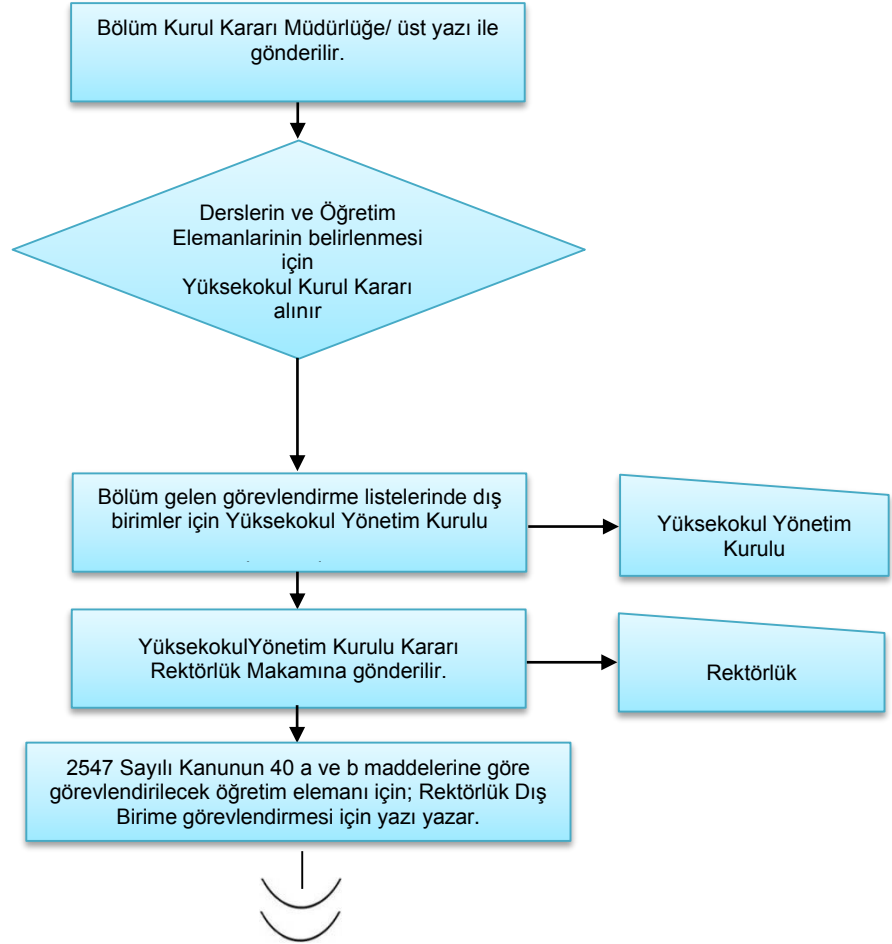 Bölüm Kurul Kararı Müdürlüğe/ üst yazı ile
gönderilir.
Derslerin ve Öğretim
Elemanlarinin belirlenmesi
için
Yüksekokul Kurul Kararı
alınır
Bölüm gelen görevlendirme listelerinde dış
birimler için Yüksekokul Yönetim Kurulu
Yüksekokul Yönetim
Kurulu
YüksekokulYönetim Kurulu Kararı
Rektörlük Makamına gönderilir.
Rektörlük
2547 Sayılı Kanunun 40 a ve b maddelerine göre
görevlendirilecek öğretim elemanı için; Rektörlük Dış
Birime görevlendirmesi için yazı yazar.